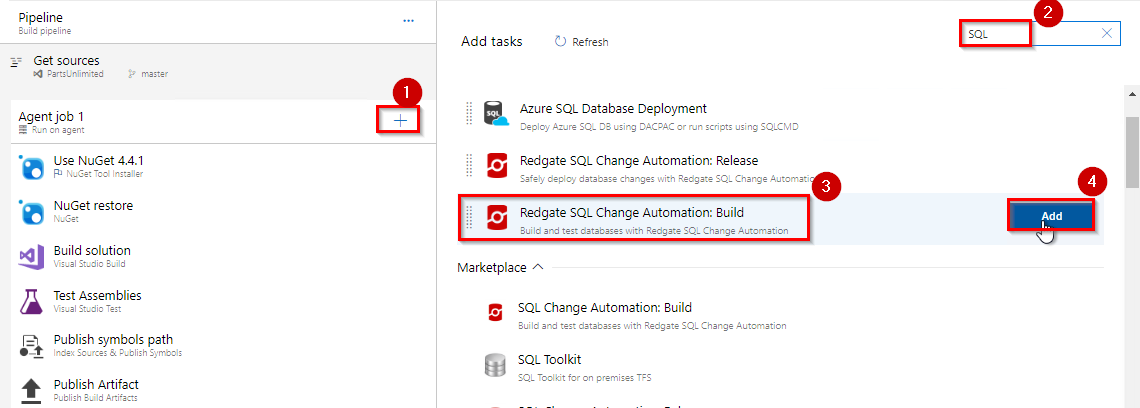 Pipeline
...
Build pipeline
Get sources
PartsUnlimited
master
1
Agent job 1
Run on agent
Use NuGet 4.4.1
NuGet Tool Installer
NuGet restore
NuGet
Build solution
Visual Studio Build
Test Assemblies
Visual Studio Test
Publish symbols path
Index Sources & Publish Symbols
Publish Artifact
Publish Build Artifacts
2
Add tasks
Refresh
SQL
SQL
Azure SQL Database Deployment
Deploy Azure SQL DB using DACPAC or run scripts using SQLCMD
Redgate SQL Change Automation: Release
Safely deploy database changes with Redgate SQL Change Automation
3
4
Redgate SQL Change Automation: Build
Build and test databases with Redgate SQL Change Automation
Add
Marketplace
SQL Change Automation: Build
Build and test databases with Redgate SQL Change Automation
SQL Toolkit
SQL Toolkit for on premises TFS